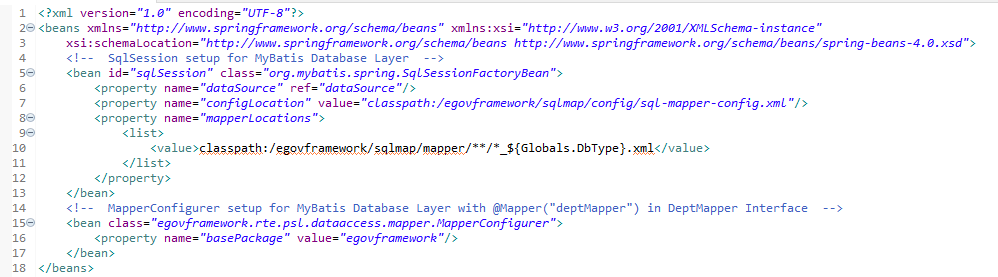 1 <?xml version="1.0" encoding="UTF-8"?>
2 <beans xmlns="http://www.springframework.org/schema/beans" xmlns:xsi="http://www.w3.org/2001/XMLSchema-instance"
3     xsi:schemaLocation="http://www.springframework.org/schema/beans http://www.springframework.org/schema/beans/spring-beans-4.0.xsd">
4     <!--  SqlSession setup for MyBatis Database Layer  -->
5     <bean id="sqlSession" class="org.mybatis.spring.SqlSessionFactoryBean">
6         <property name="dataSource" ref="dataSource"/>
7         <property name="configLocation" value="classpath:/egovframework/sqlmap/config/sql-mapper-config.xml"/>
8         <property name="mapperLocations">
9             <list>
10                 <value>classpath:/egovframework/sqlmap/mapper/**/*_${Globals.DbType}.xml</value>
11             </list>
12         </property>
13     </bean>
14     <!--  MapperConfigurer setup for MyBatis Database Layer with @Mapper("deptMapper") in DeptMapper Interface  -->
15     <bean class="egovframework.rte.psl.dataaccess.mapper.MapperConfigurer">
16         <property name="basePackage" value="egovframework"/>
17     </bean>
18 </beans>